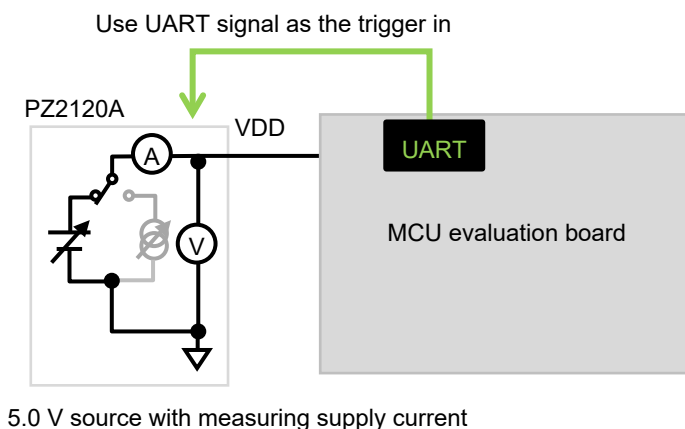 Use UART signal as the trigger in
PZ2120A
VDD
A
UART
V
MCU evaluation board
5.0 V source with measuring supply current